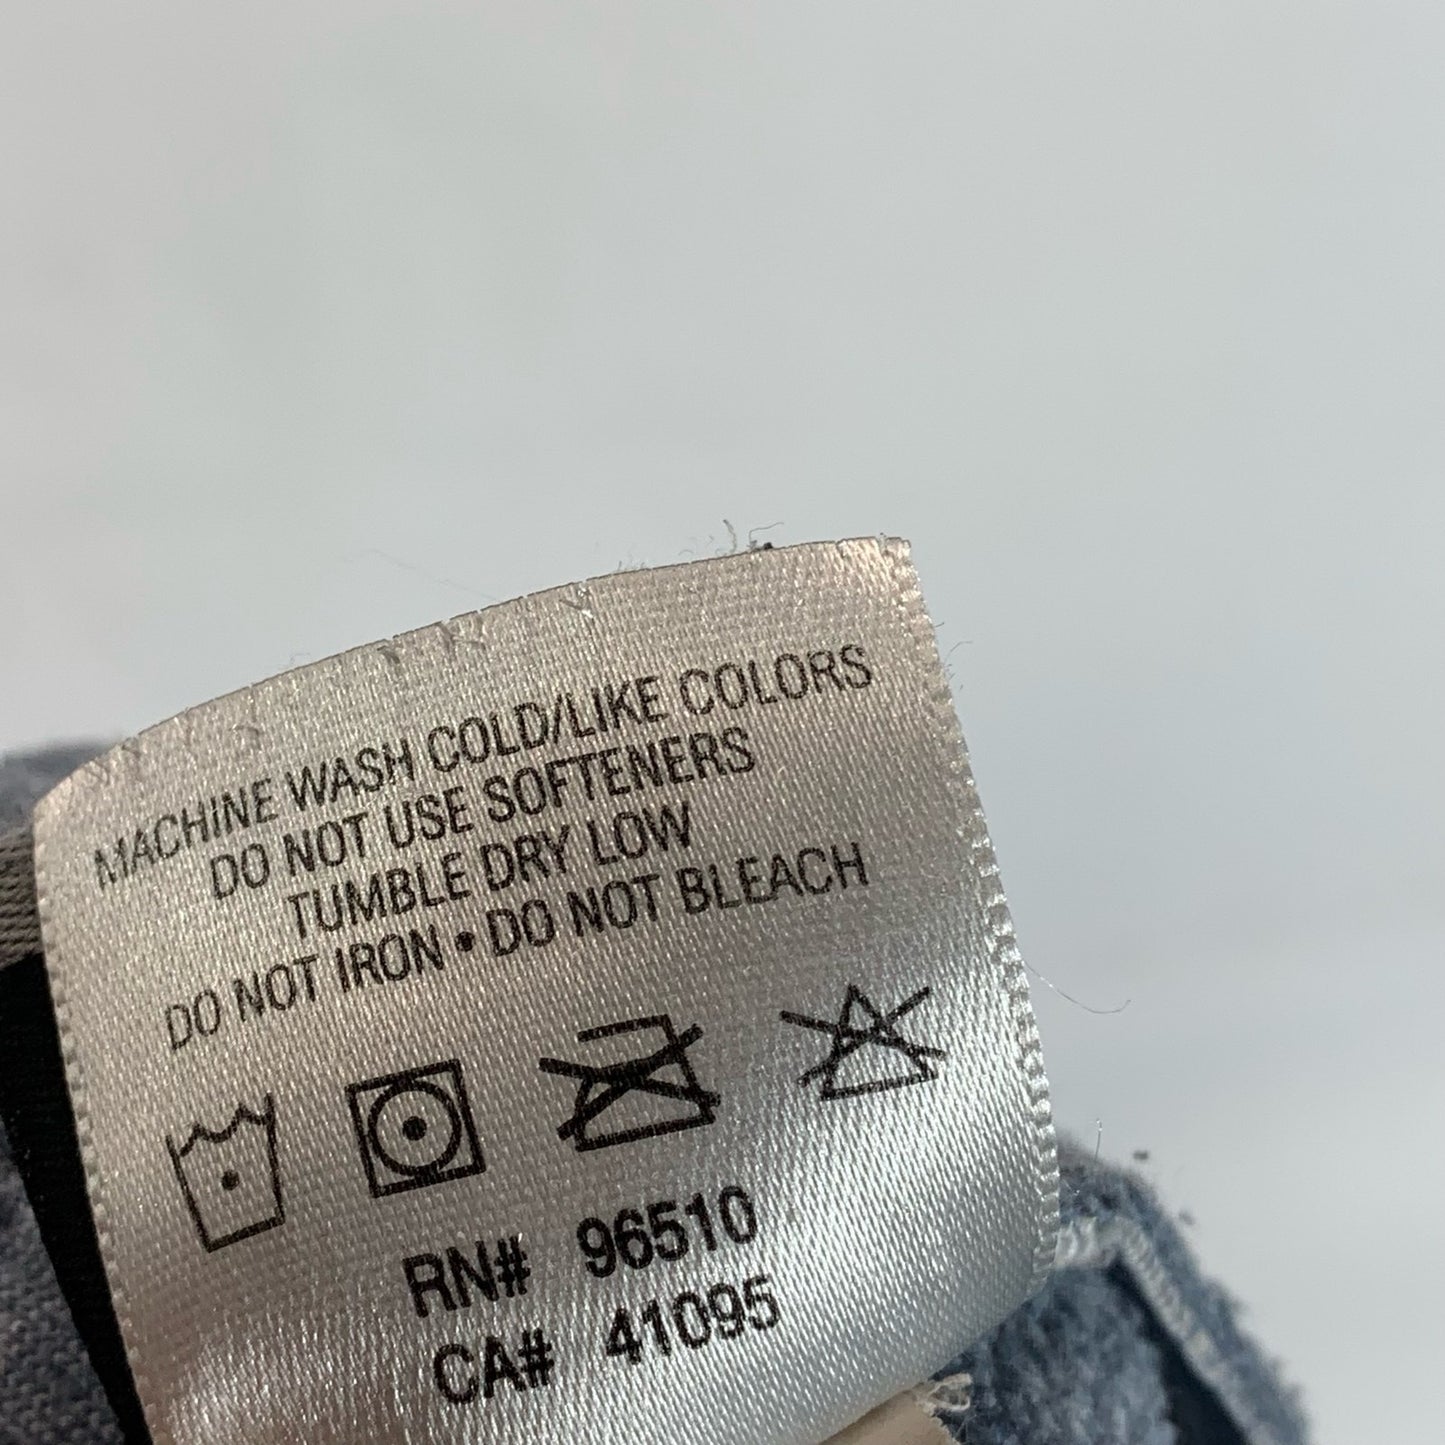 MACHINE WASH COLD/LIKE COLORS
DO NOT USE SOFTENERS
TUMBLE DRY LOW
DO NOT IRON • DO NOT BLEACH
RN# 96510
CA# 41095